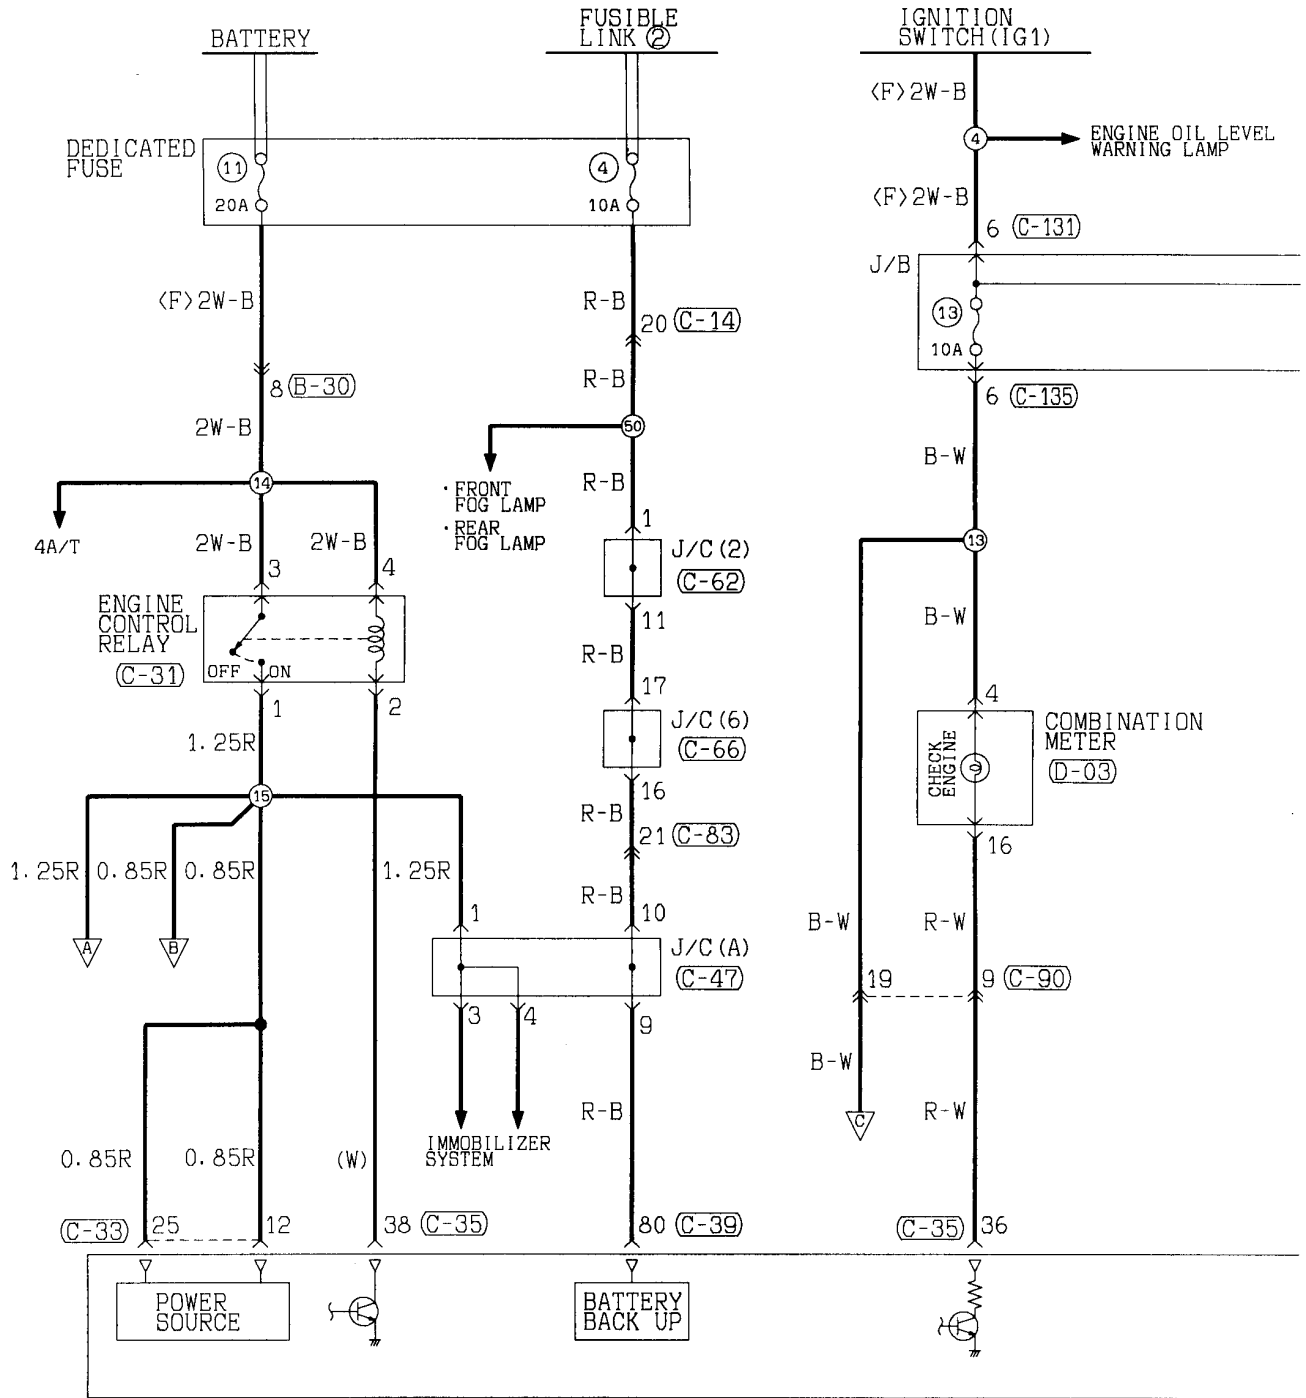 BATTERY
FUSIBLE
LINK ②
IGNITION
SWITCH(IG1)
<F>2W-B
4
ENGINE OIL LEVEL
WARNING LAMP
DEDICATED
FUSE
11
20A
4
10A
<F>2W-B
6 C-131
J/B
<F>2W-B
R-B
20 C-14
13
10A
8 B-30
R-B
6 C-135
2W-B
50
B-W
14
R-B
· FRONT
FOG LAMP
· REAR
FOG LAMP
4A/T
2W-B
2W-B
1
13
3
4
J/C(2)
C-62
ENGINE
CONTROL
RELAY
C-31
OFF
ON
11
B-W
R-B
1
2
17
4
1.25R
J/C(6)
C-66
CHECK
ENGINE
COMBINATION
METER
D-03
15
16
R-B
21 C-83
16
1.25R
0.85R
0.85R
1.25R
R-B
1
10
B-W
R-W
A
B
J/C(A)
C-47
19
9 C-90
3
4
9
B-W
R-B
R-W
C
IMMOBILIZER
SYSTEM
0.85R
0.85R
(W)
C-33 25
12
38 C-35
80 C-39
C-35 36
POWER
SOURCE
BATTERY
BACK UP